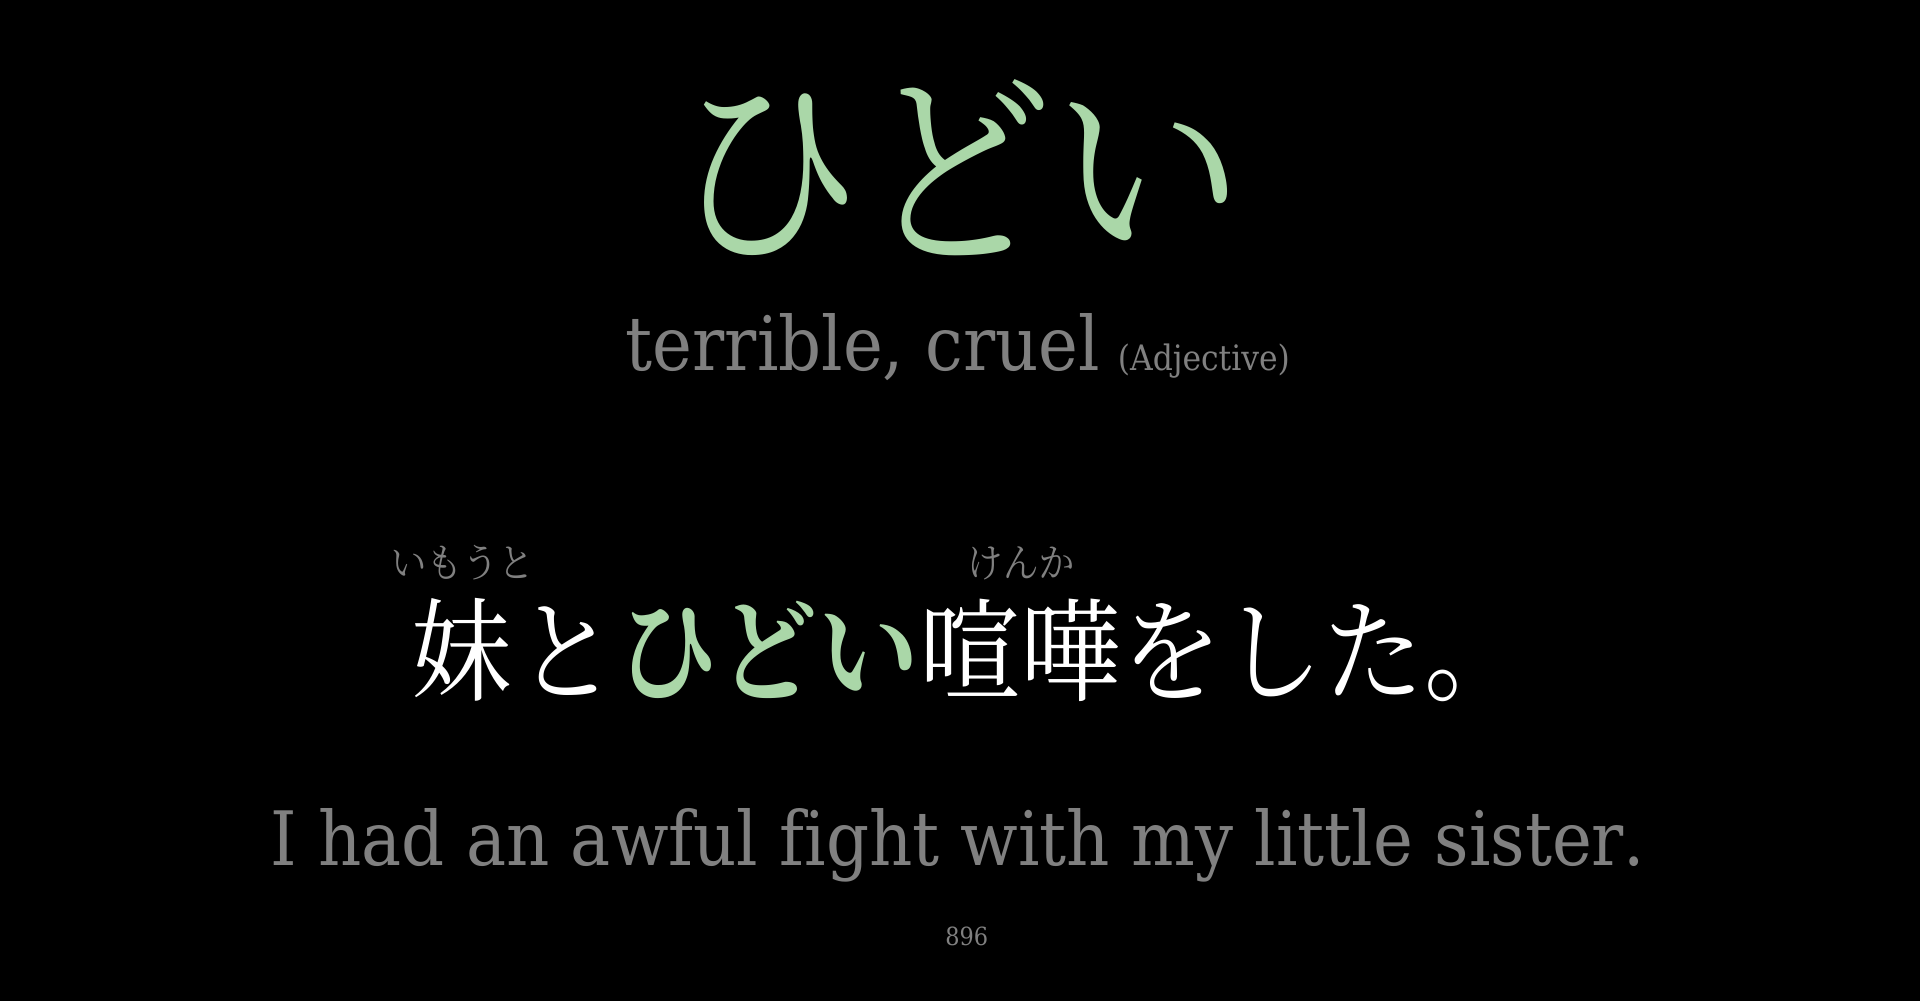 ひどい
terrible, cruel (Adjective)
いもうと けんか
妹とひどい喧嘩をした。
I had an awful fight with my little sister.
896